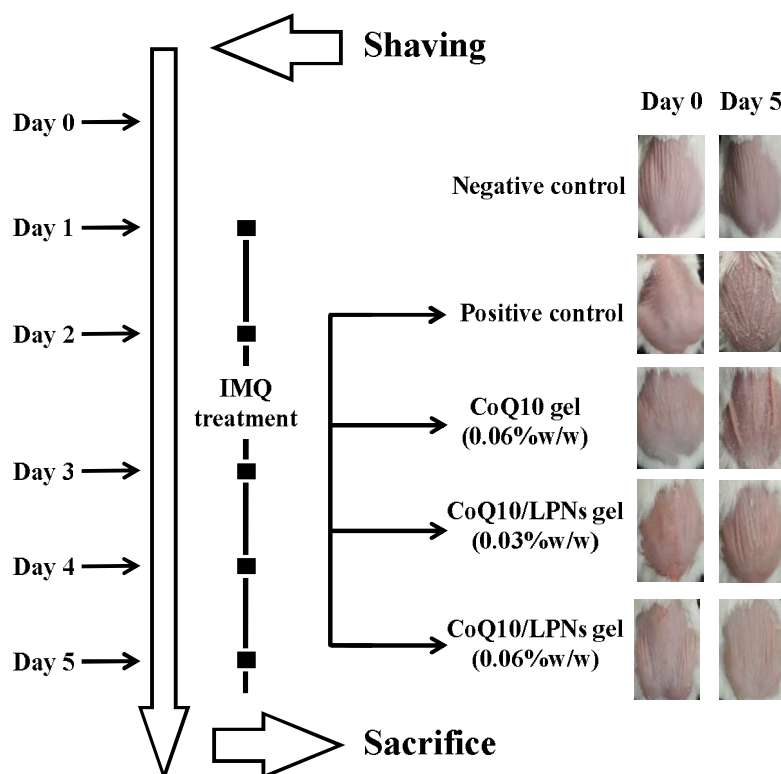 Shaving
Day 0
Day 5
Day 0
Negative control
Day 1
Positive control
Day 2
IMQ
treatment
CoQ10 gel
(0.06%w/w)
Day 3
CoQ10/LPNs gel
(0.03%w/w)
Day 4
CoQ10/LPNs gel
(0.06%w/w)
Day 5
Sacrifice